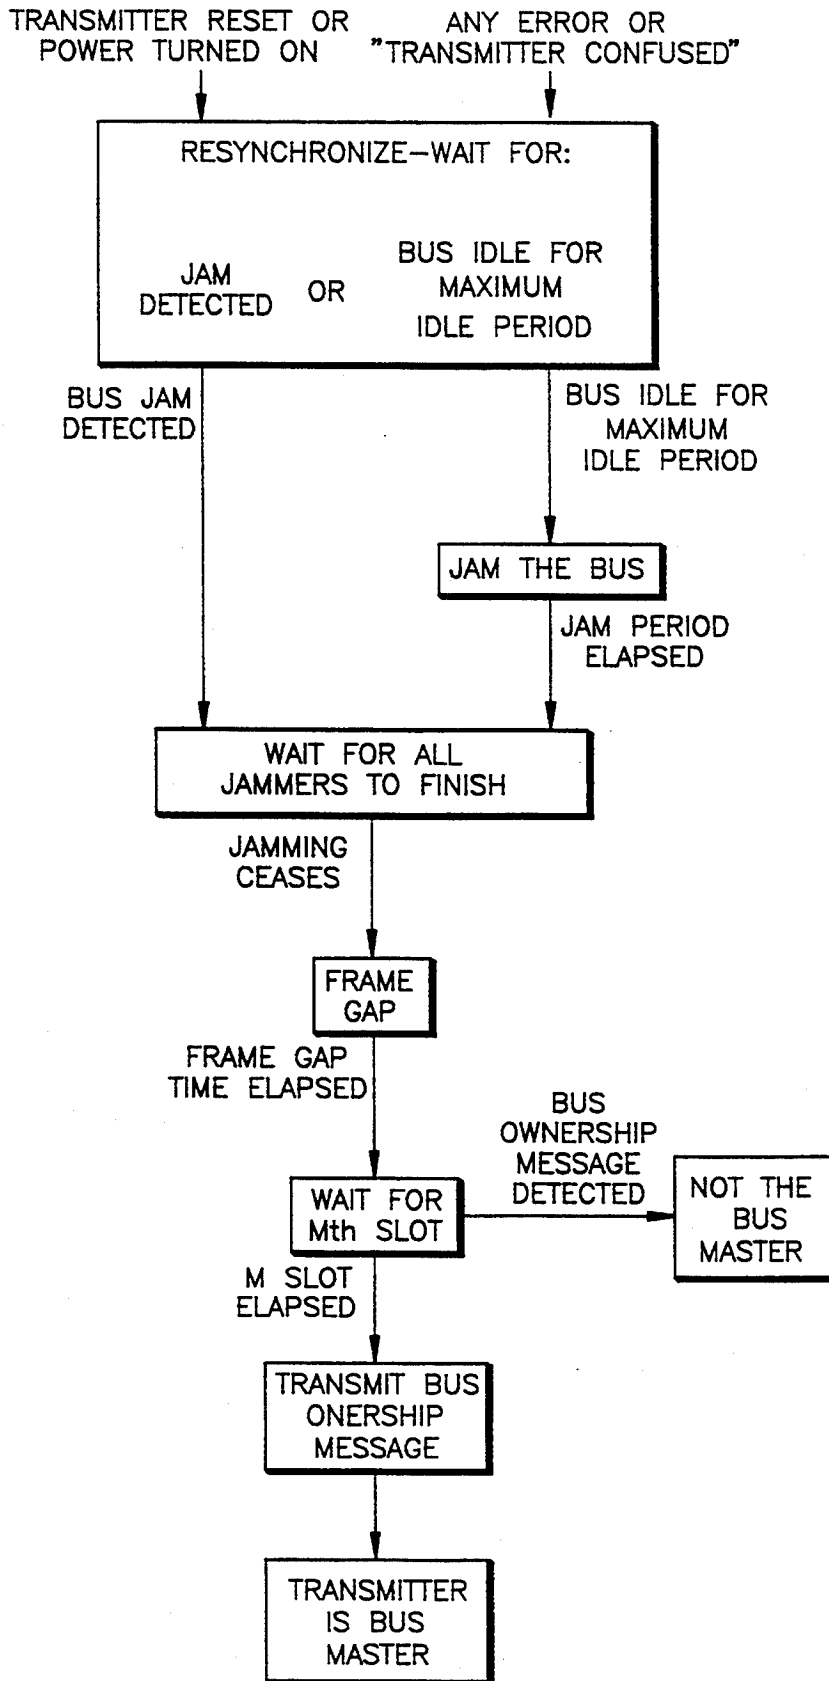 TRANSMITTER RESET OR
POWER TURNED ON
ANY ERROR OR
"TRANSMITTER CONFUSED"
RESYNCHRONIZE-WAIT FOR:
JAM
DETECTED
OR
BUS IDLE FOR
MAXIMUM
IDLE PERIOD
BUS JAM
DETECTED
BUS IDLE FOR
MAXIMUM
IDLE PERIOD
JAM THE BUS
JAM PERIOD
ELAPSED
WAIT FOR ALL
JAMMERS TO FINISH
JAMMING
CEASES
FRAME
GAP
FRAME GAP
TIME ELAPSED
BUS
OWNERSHIP
MESSAGE
DETECTED
WAIT FOR
Mth SLOT
NOT THE
BUS
MASTER
M SLOT
ELAPSED
TRANSMIT BUS
ONERSHIP
MESSAGE
TRANSMITTER
IS BUS
MASTER